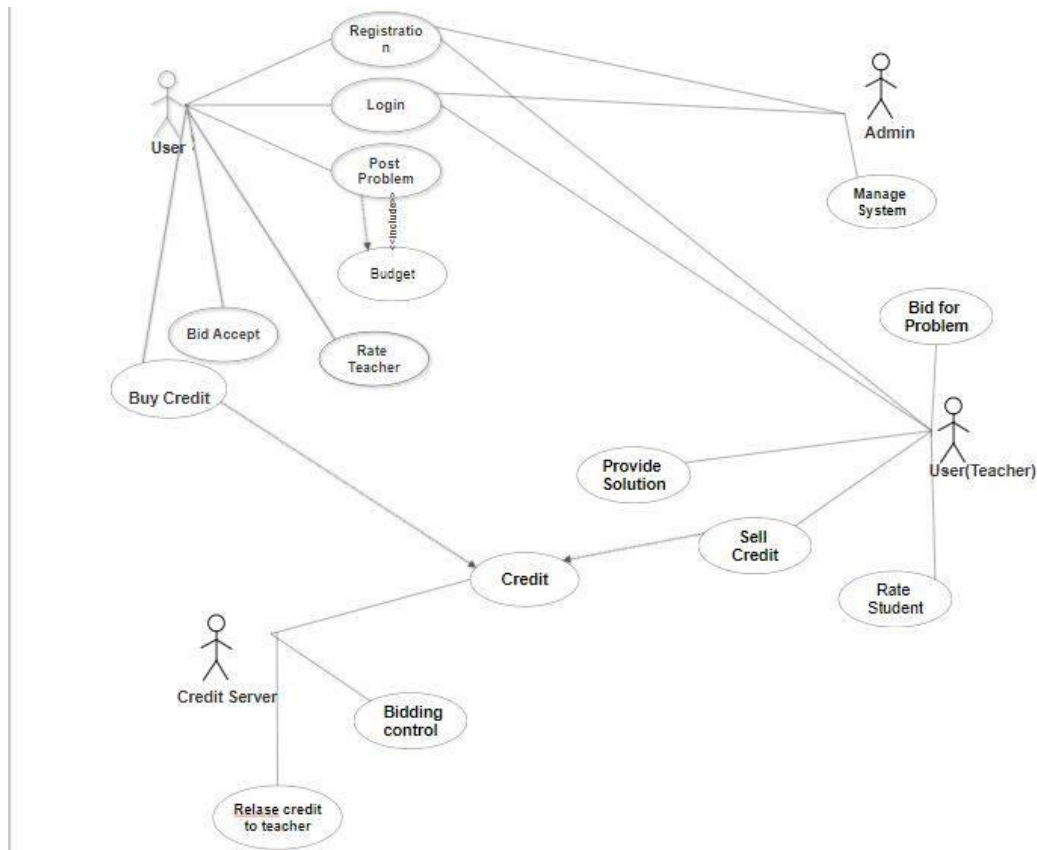 Registratio
n
Login
User
Admin
Post
Problem
Manage
System
<<include>>
Budget
Bid for
Problem
Bid Accept
Rate
Teacher
Buy Credit
Provide
Solution
User(Teacher)
Sell
Credit
Credit
Rate
Student
Credit Server
Bidding
control
Relase credit
to teacher